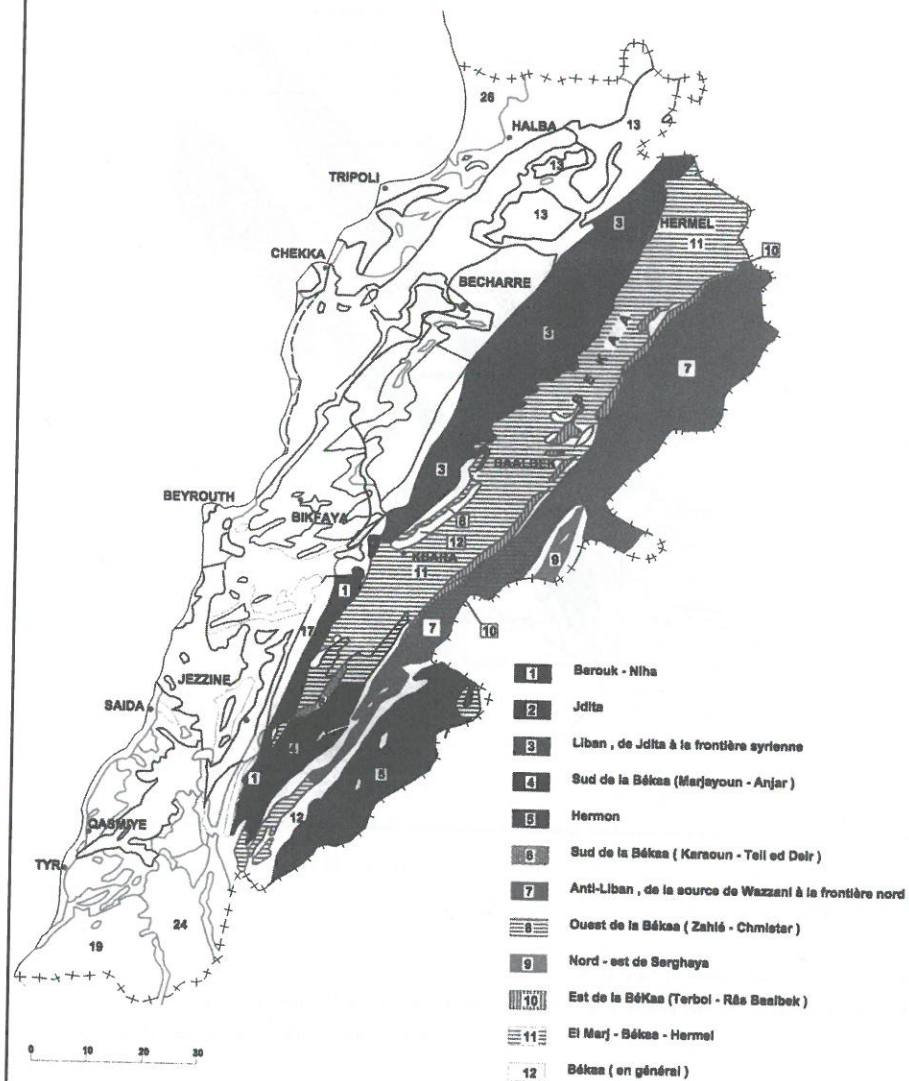 26
HALBA
13
TRIPOLI
13
13
3
HERMEL
11
10
CHEKKA
BECHARRE
3
BEKAA
7
BAALBEK
3
BEYROUTH
BIKFAYA
8
12
11
9
1
17
7
10
JEZZINE
SAIDA
4
5
1
12
QASMIYE
TYR
24
19
0 10 20 30
1 Barouk - Niha
2 Jdita
3 Liban , de Jdita à la frontière syrienne
4 Sud de la Békaa (Marjayoun - Anjar)
5 Hermon
6 Sud de la Békaa ( Karaoun - Tell ed Deir )
7 Anti-Liban , de la source de Wazzani à la frontière nord
8 Ouest de la Békaa ( Zahlé - Chmistar )
9 Nord - est de Serghaya
10 Est de la BéKaa (Terbol - Râs Baalbek )
11 El Marj - Békaa - Hermel
12 Békaa ( en général )